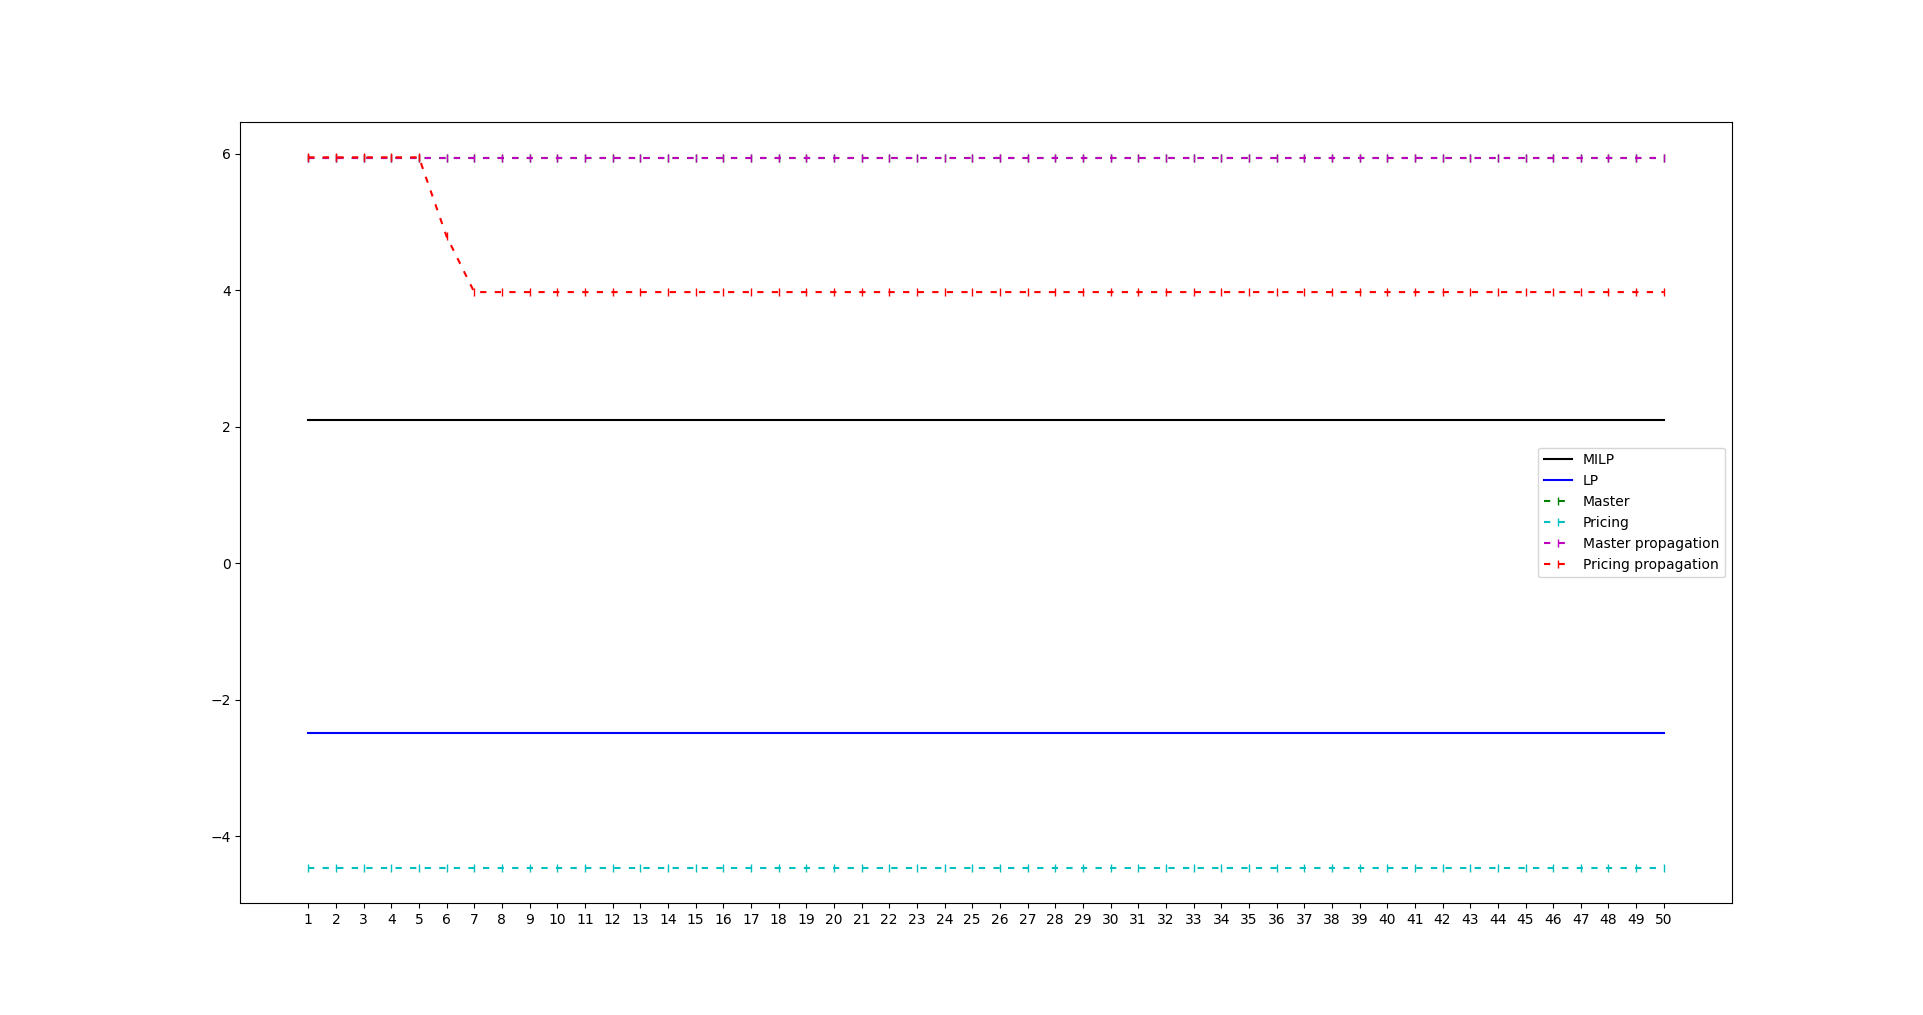 6
4
2
0
−2
−4
1 2 3 4 5 6 7 8 9 10 11 12 13 14 15 16 17 18 19 20 21 22 23 24 25 26 27 28 29 30 31 32 33 34 35 36 37 38 39 40 41 42 43 44 45 46 47 48 49 50
MILP
LP
Master
Pricing
Master propagation
Pricing propagation